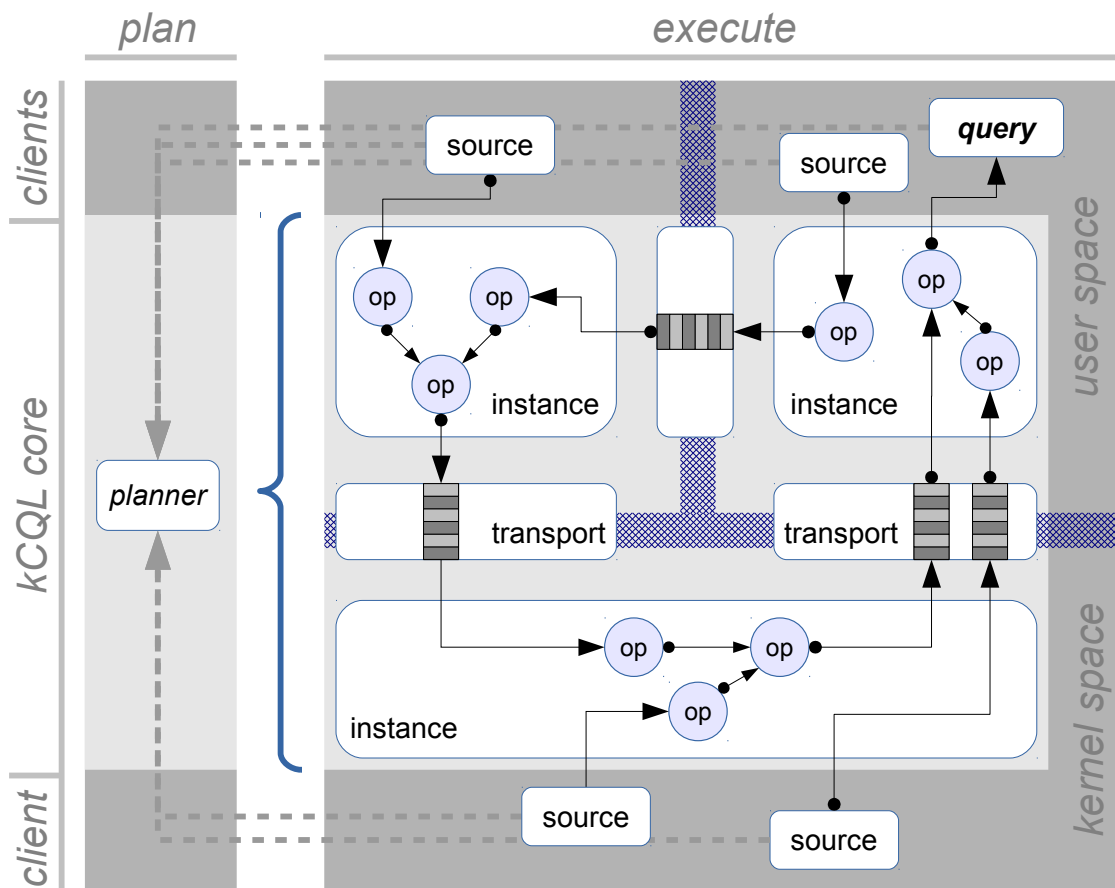 plan
execute
clients
kCQL core
client
user space
kernel space
source
source
query
op
op
op
instance
op
op
op
instance
planner
transport
transport
op
op
op
instance
source
source